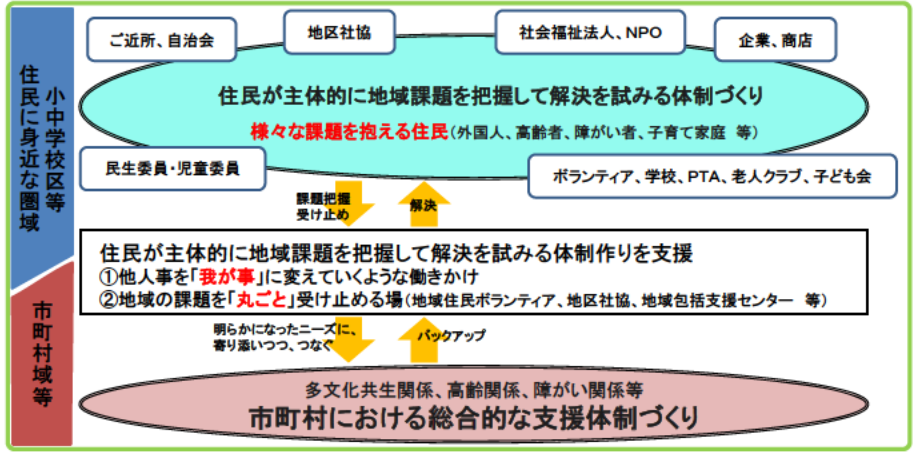 住民に身近な圏域
小中学校区等
ご近所、自治会
地区社協
社会福祉法人、NPO
企業、商店
住民が主体的に地域課題を把握して解決を試みる体制づくり
様々な課題を抱える住民(外国人、高齢者、障がい者、子育て家庭 等)
民生委員・児童委員
ボランティア、学校、PTA、老人クラブ、子ども会
課題把握
受け止め
解決
住民が主体的に地域課題を把握して解決を試みる体制作りを支援
①他人事を「我が事」に変えていくような働きかけ
②地域の課題を「丸ごと」受け止める場(地域住民ボランティア、地区社協、地域包括支援センター 等)
市町村域等
明らかになったニーズに、
寄り添いつつ、つなぐ
バックアップ
多文化共生関係、高齢関係、障がい関係等
市町村における総合的な支援体制づくり